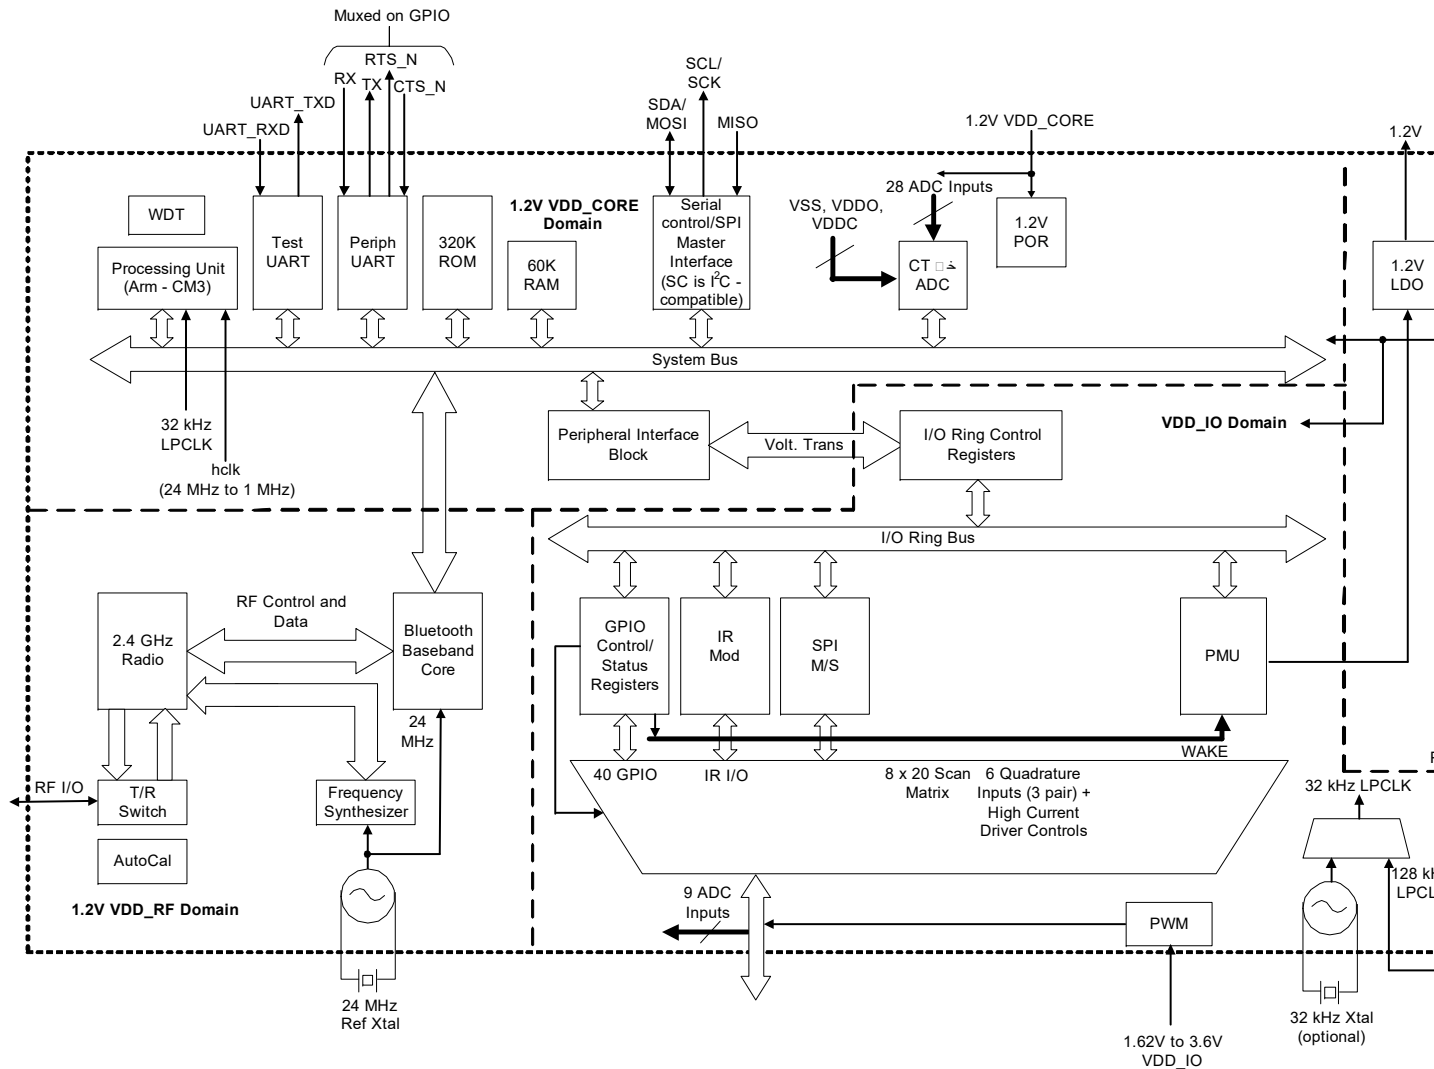 Muxed on GPIO
RTS_N
RX
TX
CTS_N
UART_TXD
UART_RXD
SCL/
SCK
SDA/
MOSI
MISO
1.2V VDD_CORE
1.2V
WDT
Processing Unit
(Arm - CM3)
Test
UART
Periph
UART
320K
ROM
1.2V VDD_CORE
Domain
60K
RAM
Serial
control/SPI
Master
Interface
(SC is I²C -
compatible)
VSS, VDDO,
VDDC
28 ADC Inputs
CT
ADC
1.2V
POR
1.2V
LDO
System Bus
32 kHz
LPCLK
hclk
(24 MHz to 1 MHz)
Peripheral Interface
Block
Volt. Trans
I/O Ring Control
Registers
VDD_IO Domain
I/O Ring Bus
2.4 GHz
Radio
RF Control and
Data
Bluetooth
Baseband
Core
GPIO
Control/
Status
Registers
IR
Mod
SPI
M/S
PMU
24
MHz
WAKE
RF I/O
T/R
Switch
Frequency
Synthesizer
40 GPIO
IR I/O
8 x 20 Scan
Matrix
6 Quadrature
Inputs (3 pair) +
High Current
Driver Controls
32 kHz LPCLK
AutoCal
128
1.2V VDD_RF Domain
9 ADC
Inputs
PWM
24 MHz
Ref Xtal
32 kHz Xtal
(optional)
1.62V to 3.6V
VDD_IO